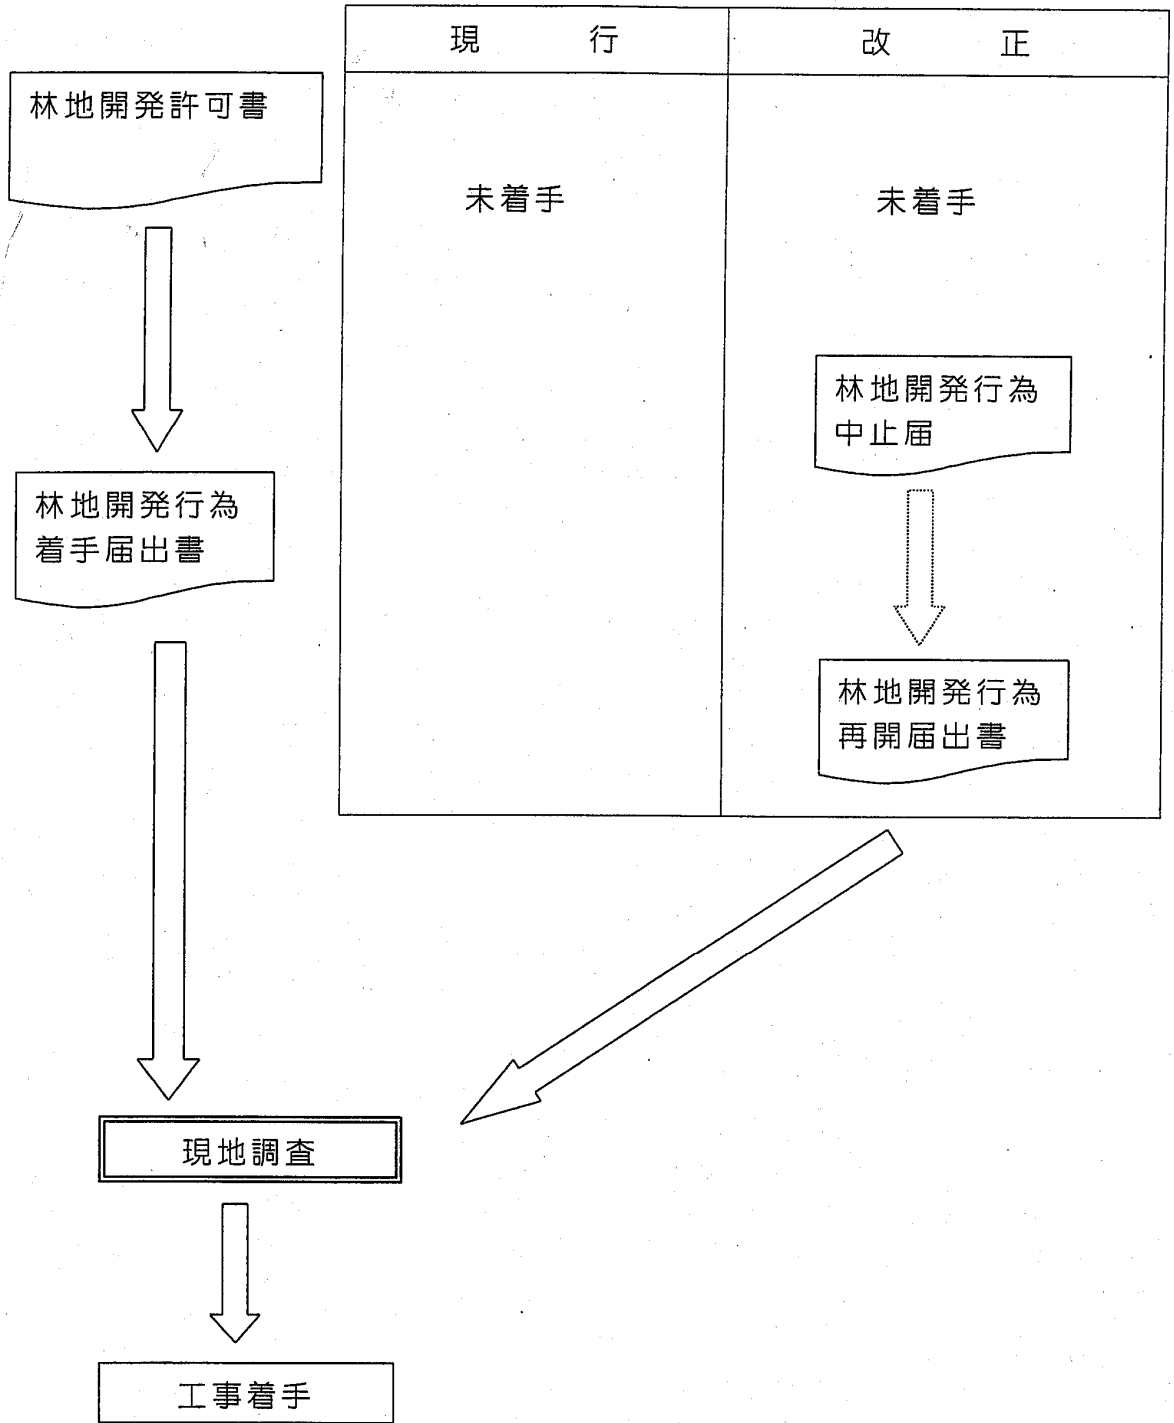 現行
改正
林地開発許可書
未着手
未着手
林地開発行為
中止届
林地開発行為
着手届出書
林地開発行為
再開届出書
現地調査
工事着手